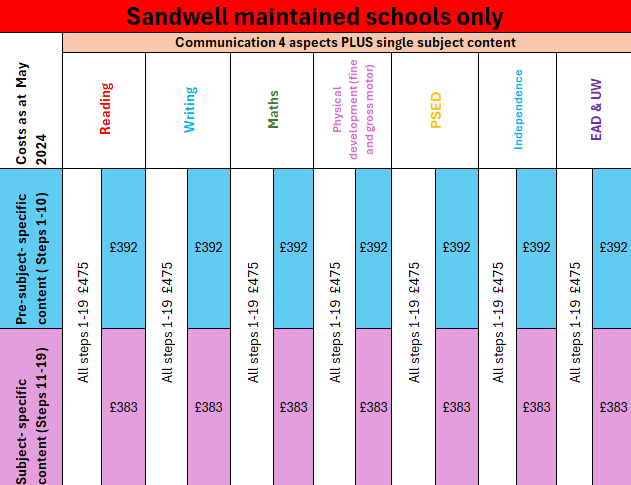 Sandwell maintained schools only
Communication 4 aspects PLUS single subject content
Costs as at May
2024
Reading
Writing
Maths
Physical
development (fine
and gross motor)
PSED
Independence
EAD & UW
Pre-subject- specific
content ( Steps 1-10)
All steps 1-19 £475
£392
All steps 1-19 £475
£392
All steps 1-19 £475
£392
All steps 1-19 £475
£392
All steps 1-19 £475
£392
All steps 1-19 £475
£392
All steps 1-19 £475
£392
Subject- specific
content (Steps 11-19)
£383
£383
£383
£383
£383
£383
£383